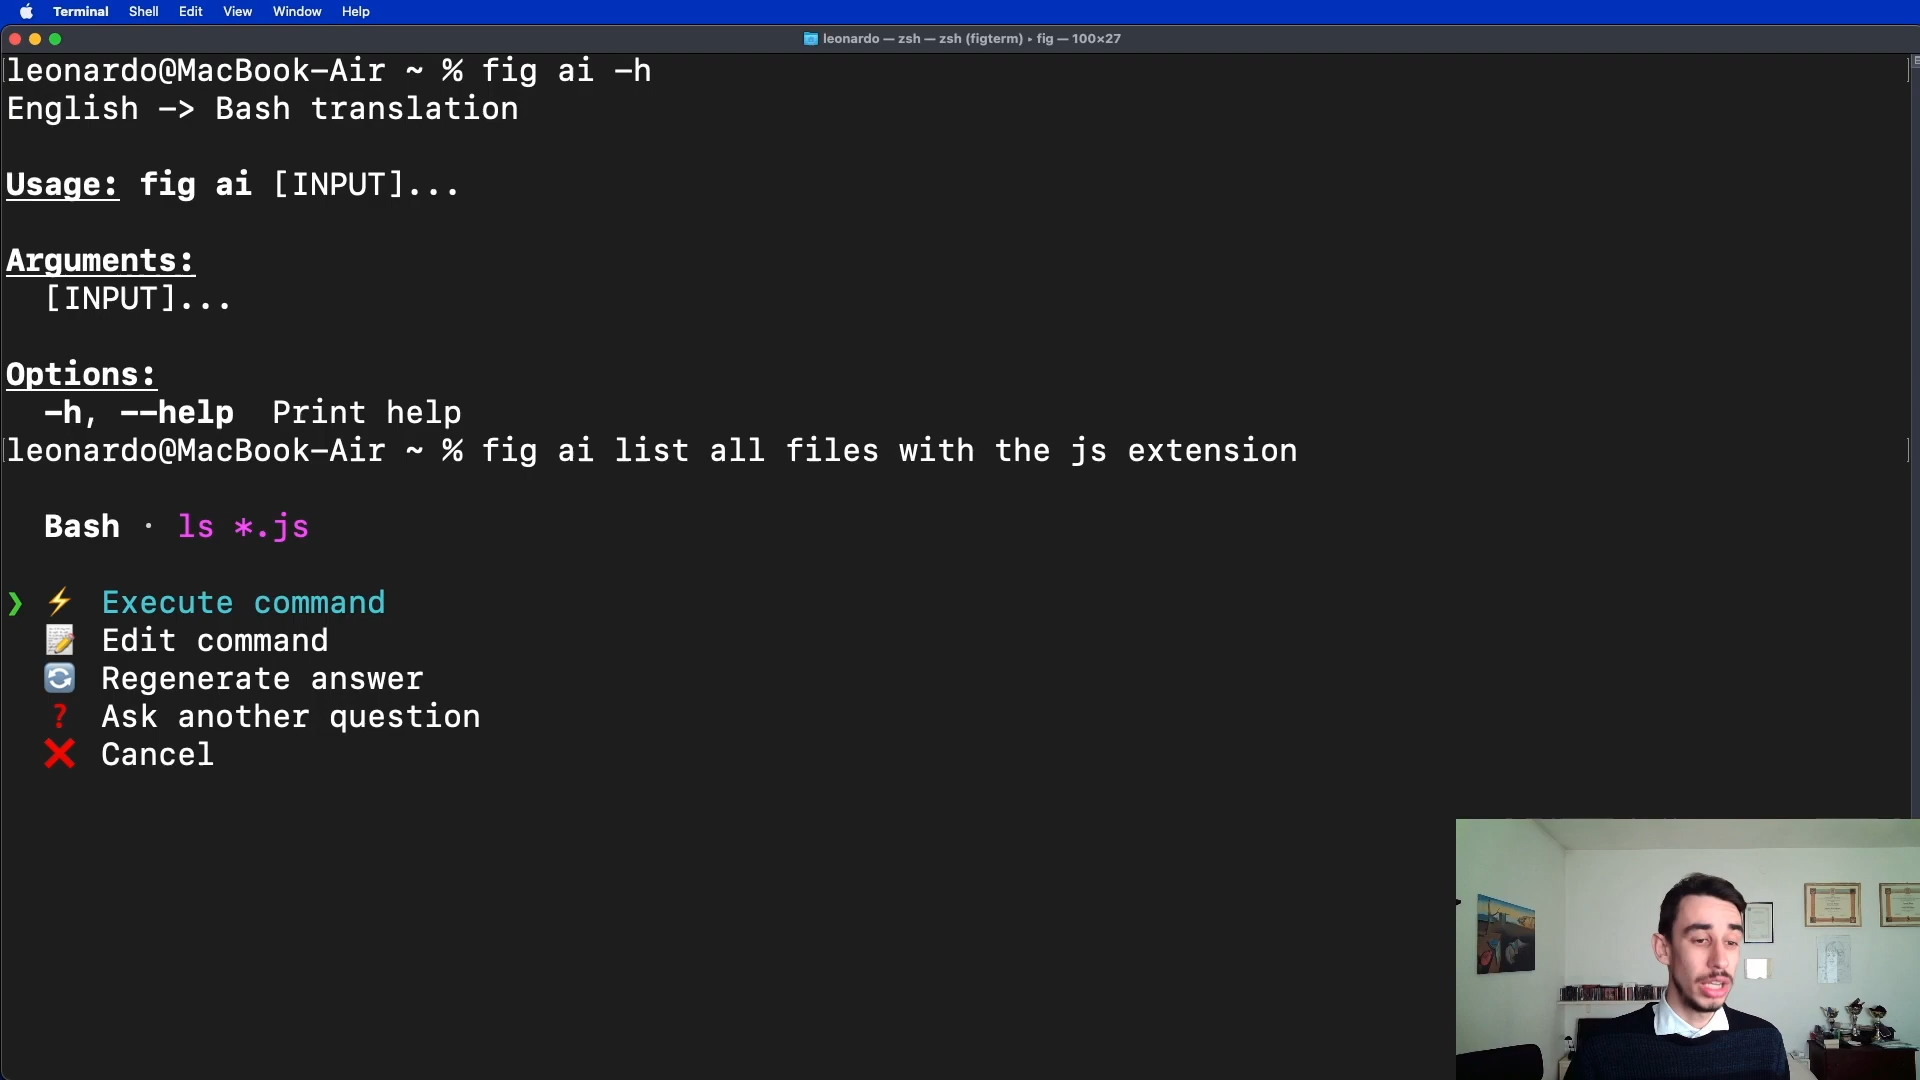 Terminal Shell Edit View Window Help
leonardo — zsh — zsh (figterm) ▸ fig — 100×27
leonardo@MacBook-Air ~ % fig ai -h
English -> Bash translation
Usage: fig ai [INPUT]...
Arguments:
[INPUT]...
Options:
-h, --help  Print help
leonardo@MacBook-Air ~ % fig ai list all files with the js extension
Bash · ls *.js
❯ ⚡ Execute command
📝 Edit command
🔄 Regenerate answer
❓ Ask another question
❌ Cancel